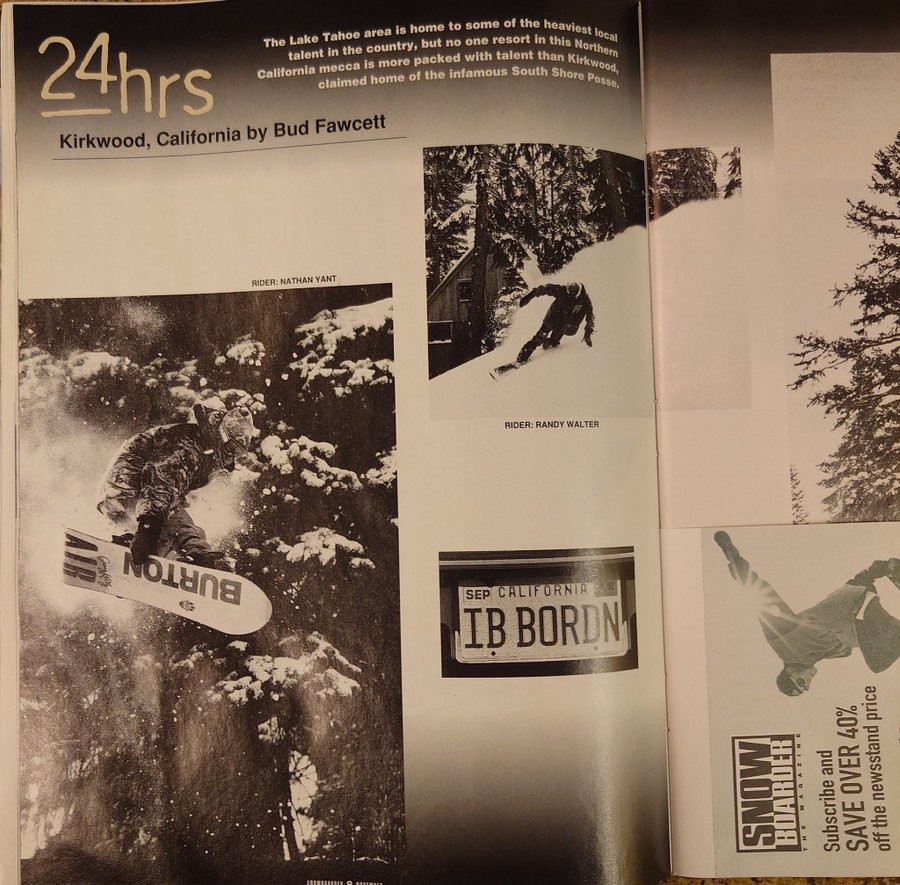 24hrs
Kirkwood, California by Bud Fawcett
The Lake Tahoe area is home to some of the heaviest local
talent in the country, but no one resort in this Northern
California mecca is more packed with talent than Kirkwood,
claimed home of the infamous South Shore Posse.
RIDER: NATHAN YANT
AIR
BURTON
RIDER: RANDY WALTER
SEP CALIFORNIA 92
IB BORDN
SNOW
BOARDER
THE MAGAZINE
Subscribe and
SAVE OVER 40%
off the newsstand price